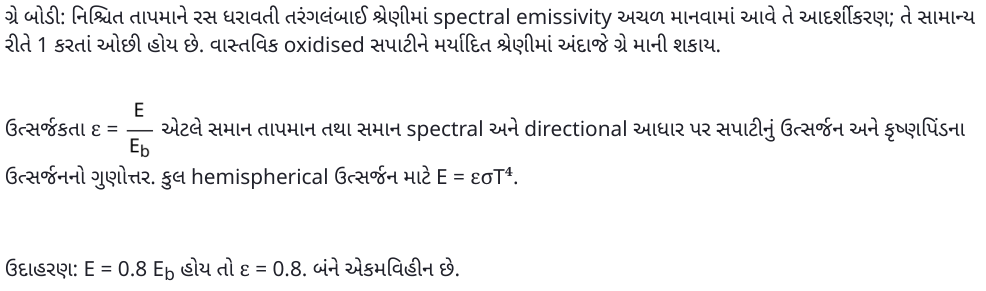 ગ્રે બોડી: નિશ્ચિત તાપમાને રસ ધરાવતી તરંગલંબાઈ શ્રેણીમાં spectral emissivity અચળ માનવામાં આવે તે આદર્શીકરણ; તે સામાન્ય
રીતે 1 કરતાં ઓછી હોય છે. વાસ્તવિક oxidised સપાટીને મર્યાદિત શ્રેણીમાં અંદાજે ગ્રે માની શકાય.
ઉત્સર્જકતા ε = E/E_b એટલે સમાન તાપમાન તથા સમાન spectral અને directional આધાર પર સપાટીનું ઉત્સર્જન અને કૃષ્ણપિંડના
ઉત્સર્જનનો ગુણોત્તર. કુલ hemispherical ઉત્સર્જન માટે E = εσT⁴.
ઉદાહરણ: E = 0.8 E_b હોય તો ε = 0.8. બંને એકમવિહીન છે.